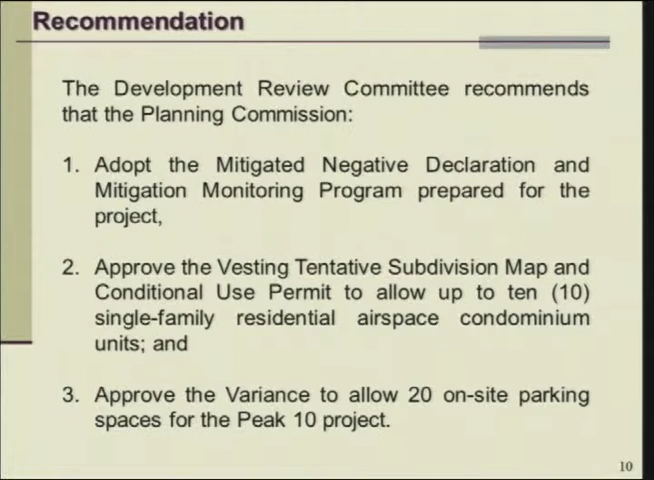 Recommendation
The Development Review Committee recommends
that the Planning Commission:
1. Adopt the Mitigated Negative Declaration and
Mitigation Monitoring Program prepared for the
project,
2. Approve the Vesting Tentative Subdivision Map and
Conditional Use Permit to allow up to ten (10)
single-family residential airspace condominium
units; and
3. Approve the Variance to allow 20 on-site parking
spaces for the Peak 10 project.
10